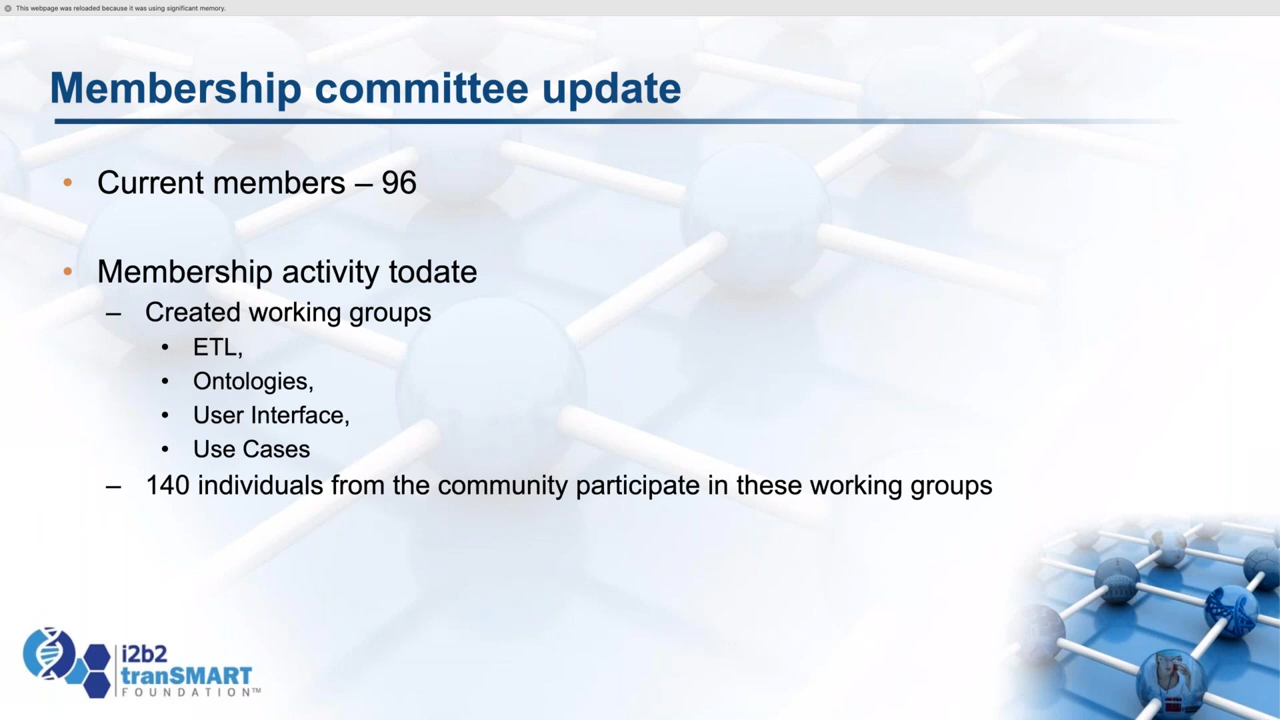 This webpage was reloaded because it was using significant memory.
Membership committee update
• Current members – 96
• Membership activity todate
– Created working groups
• ETL,
• Ontologies,
• User Interface,
• Use Cases
– 140 individuals from the community participate in these working groups
i2b2
tranSMART
FOUNDATION™